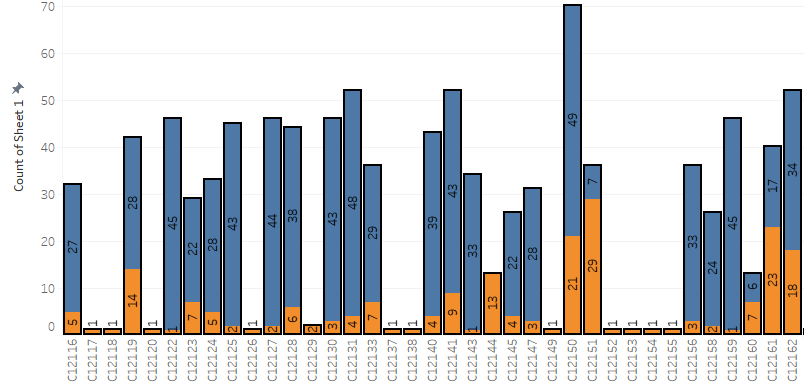 70
60
50
40
30
20
10
0
Count of Sheet 1
27 5
1
1
28 14
1
45 1
22 7
28 5
43 2
1
44 2
38 6
2
43 3
48 4
29 7
1
1
39 4
43 9
33 1
13
22 4
28 3
1
49 21
7 29
1
1
1
1
33 3
24 2
45 1
6 7
17 23
34 18
C12116
C12117
C12118
C12119
C12120
C12122
C12123
C12124
C12125
C12126
C12127
C12128
C12129
C12130
C12131
C12133
C12137
C12138
C12140
C12141
C12143
C12144
C12145
C12147
C12149
C12150
C12151
C12152
C12153
C12154
C12155
C12156
C12158
C12159
C12160
C12161
C12162